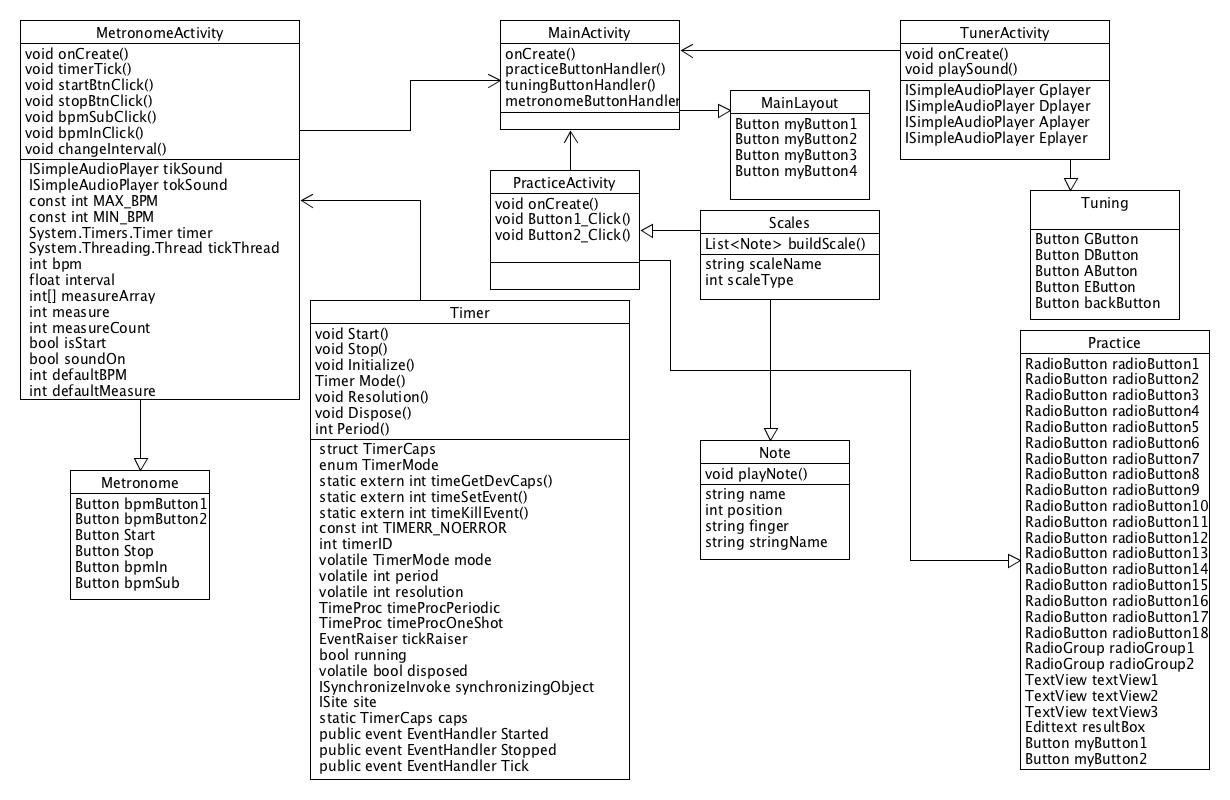 MetronomeActivity
void onCreate()
void timerTick()
void startBtnClick()
void stopBtnClick()
void bpmSubClick()
void bpmInClick()
void changeInterval()
ISimpleAudioPlayer tikSound
ISimpleAudioPlayer tokSound
const int MAX_BPM
const int MIN_BPM
System.Timers.Timer timer
System.Threading.Thread tickThread
int bpm
float interval
int[] measureArray
int measure
int measureCount
bool isStart
bool soundOn
int defaultBPM
int defaultMeasure
MainActivity
onCreate()
practiceButtonHandler()
tuningButtonHandler()
metronomeButtonHandler
MainLayout
Button myButton1
Button myButton2
Button myButton3
Button myButton4
TunerActivity
void onCreate()
void playSound()
ISimpleAudioPlayer Gplayer
ISimpleAudioPlayer Dplayer
ISimpleAudioPlayer Aplayer
ISimpleAudioPlayer Eplayer
PracticeActivity
void onCreate()
void Button1_Click()
void Button2_Click()
Scales
List<Note> buildScale()
string scaleName
int scaleType
Tuning
Button GButton
Button DButton
Button AButton
Button EButton
Button backButton
Timer
void Start()
void Stop()
void Initialize()
Timer Mode()
void Resolution()
void Dispose()
int Period()
struct TimerCaps
enum TimerMode
static extern int timeGetDevCaps()
static extern int timeSetEvent()
static extern int timeKillEvent()
const int TIMERR_NOERROR
int timerID
volatile TimerMode mode
volatile int period
volatile int resolution
TimeProc timeProcPeriodic
TimeProc timeProcOneShot
EventRaiser tickRaiser
bool running
volatile bool disposed
ISynchronizeInvoke synchronizingObject
ISite site
static TimerCaps caps
public event EventHandler Started
public event EventHandler Stopped
public event EventHandler Tick
Metronome
Button bpmButton1
Button bpmButton2
Button Start
Button Stop
Button bpmIn
Button bpmSub
Note
void playNote()
string name
int position
string finger
string stringName
Practice
RadioButton radioButton1
RadioButton radioButton2
RadioButton radioButton3
RadioButton radioButton4
RadioButton radioButton5
RadioButton radioButton6
RadioButton radioButton7
RadioButton radioButton8
RadioButton radioButton9
RadioButton radioButton10
RadioButton radioButton11
RadioButton radioButton12
RadioButton radioButton13
RadioButton radioButton14
RadioButton radioButton15
RadioButton radioButton16
RadioButton radioButton17
RadioButton radioButton18
RadioGroup radioGroup1
RadioGroup radioGroup2
TextView textView1
TextView textView2
TextView textView3
Edittext resultBox
Button myButton1
Button myButton2